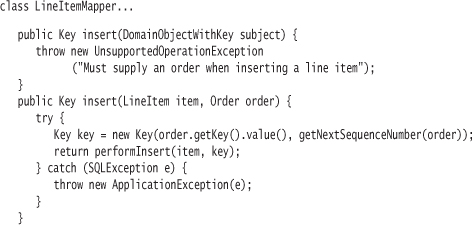 class LineItemMapper...
public Key insert(DomainObjectWithKey subject) {
throw new UnsupportedOperationException
("Must supply an order when inserting a line item");
}
public Key insert(LineItem item, Order order) {
try {
Key key = new Key(order.getKey().value(), getNextSequenceNumber(order));
return performInsert(item, key);
} catch (SQLException e) {
throw new ApplicationException(e);
}
}